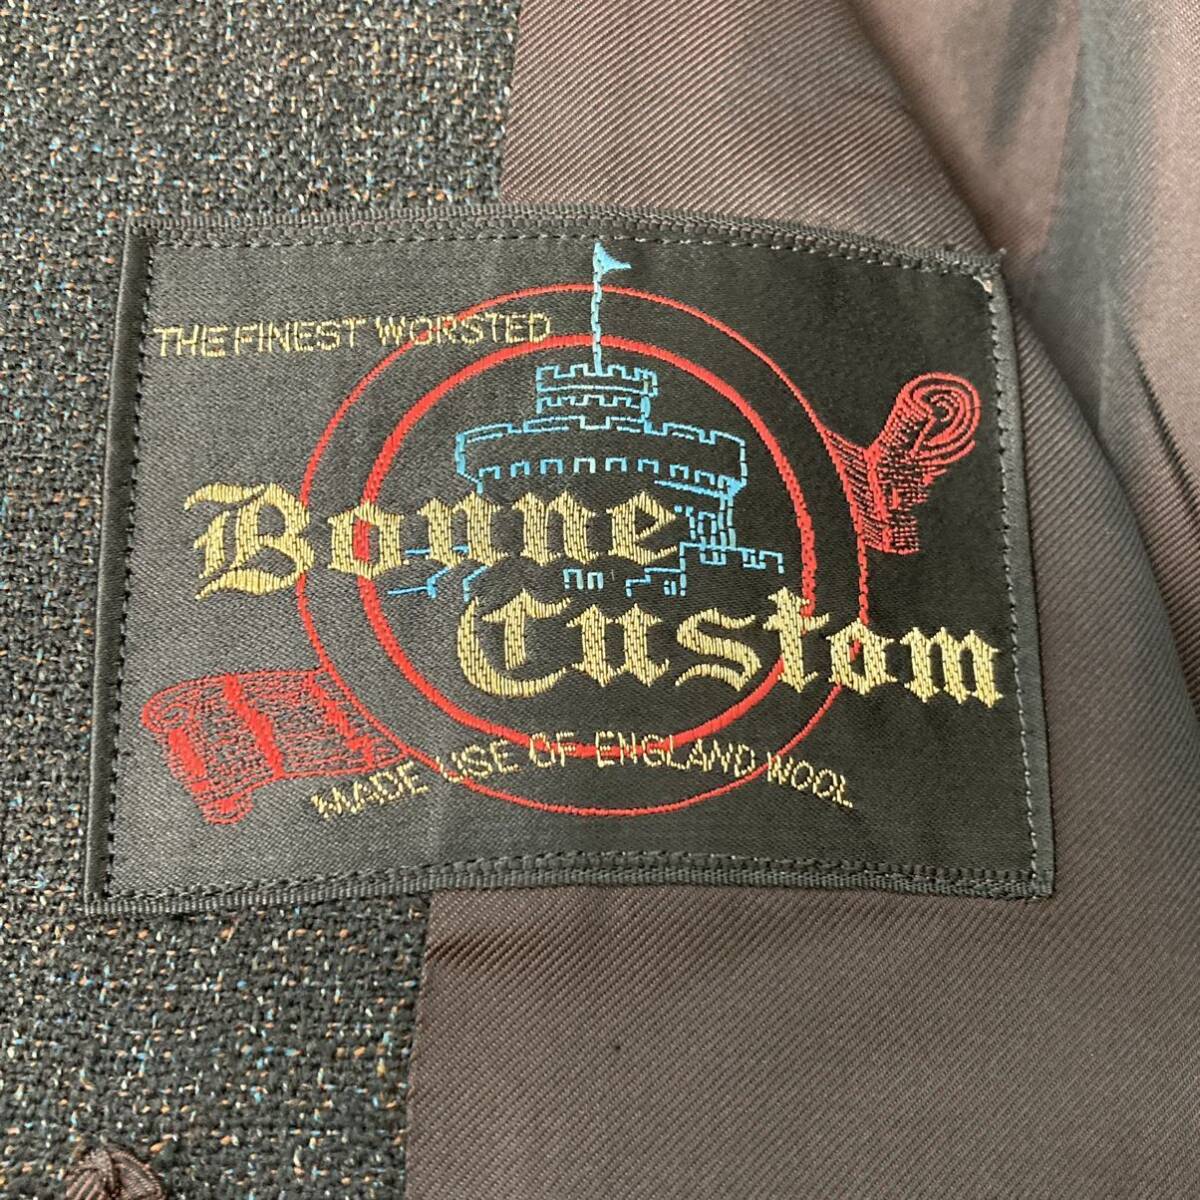 THE FINEST WORSTED
Bonne
Custom
MADE USE OF ENGLAND WOOL